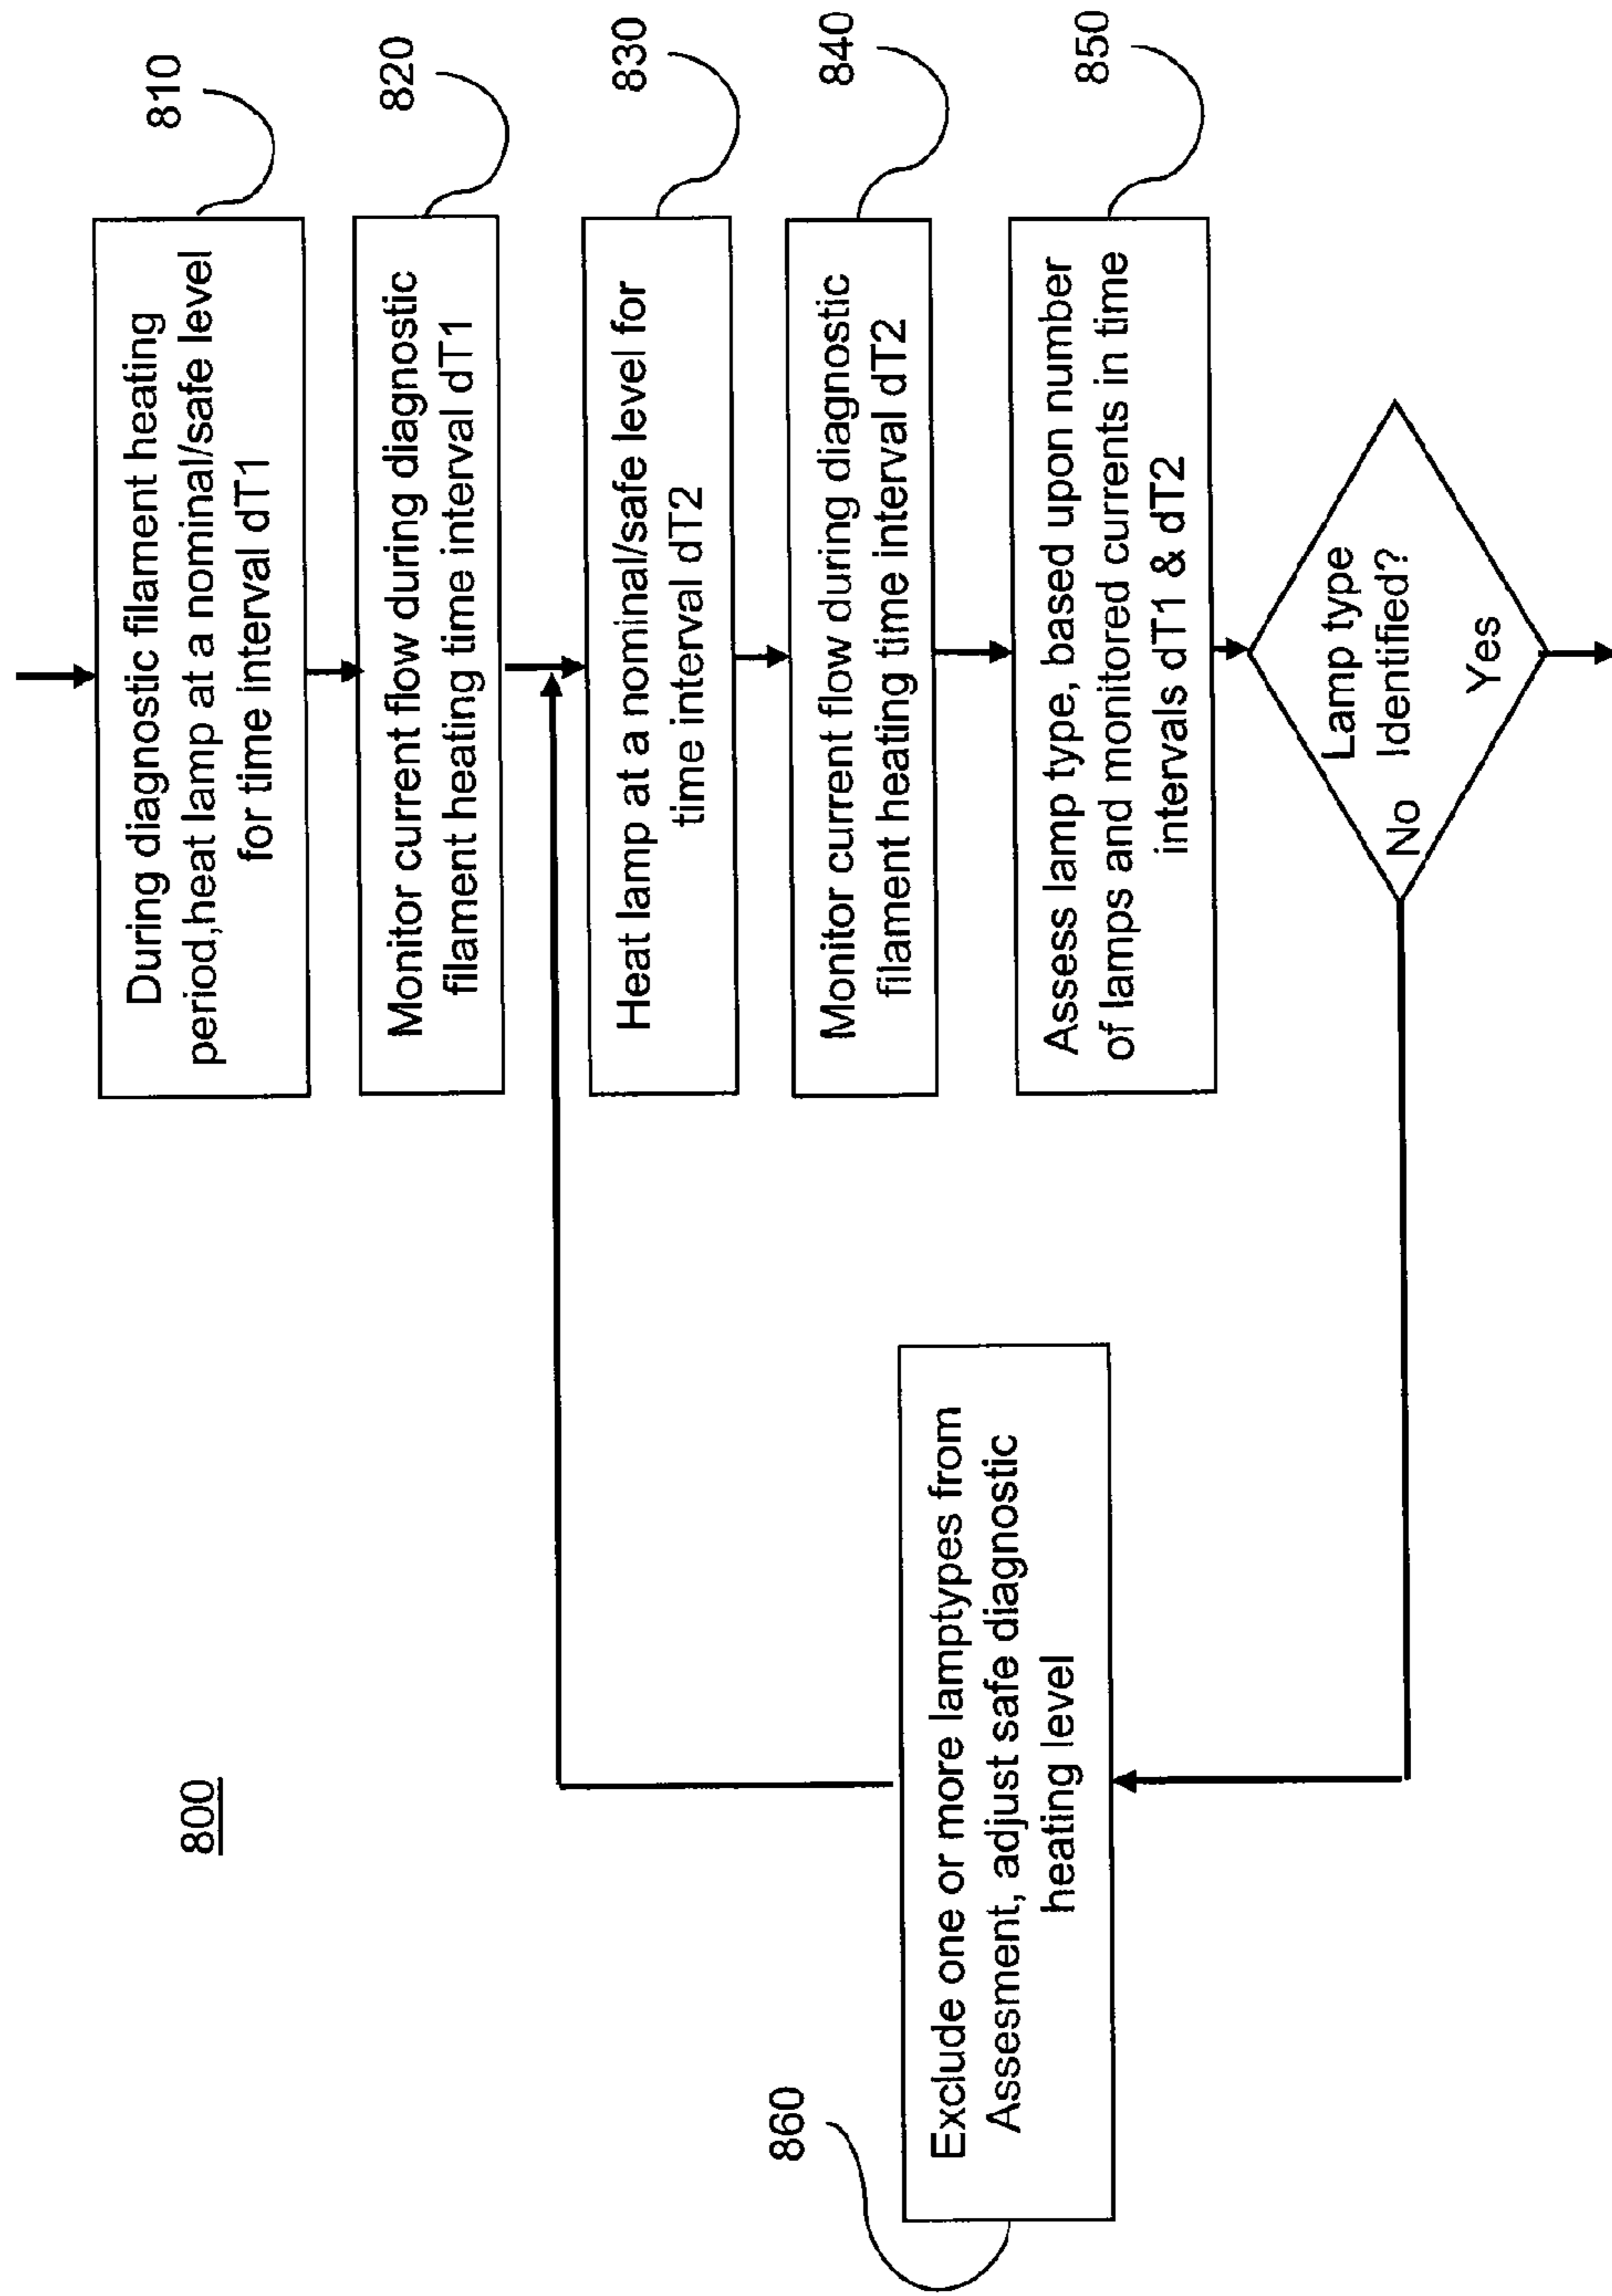 800
During diagnostic filament heating
period,heat lamp at a nominal/safe level
for time interval dT1
810
Monitor current flow during diagnostic
filament heating time interval dT1
820
Heat lamp at a nominal/safe level for
time interval dT2
830
Monitor current flow during diagnostic
filament heating time interval dT2
840
Assess lamp type, based upon number
of lamps and monitored currents in time
intervals dT1 & dT2
850
Lamp type
Identified?
No
Yes
Exclude one or more lamptypes from
Assesment, adjust safe diagnostic
heating level
860